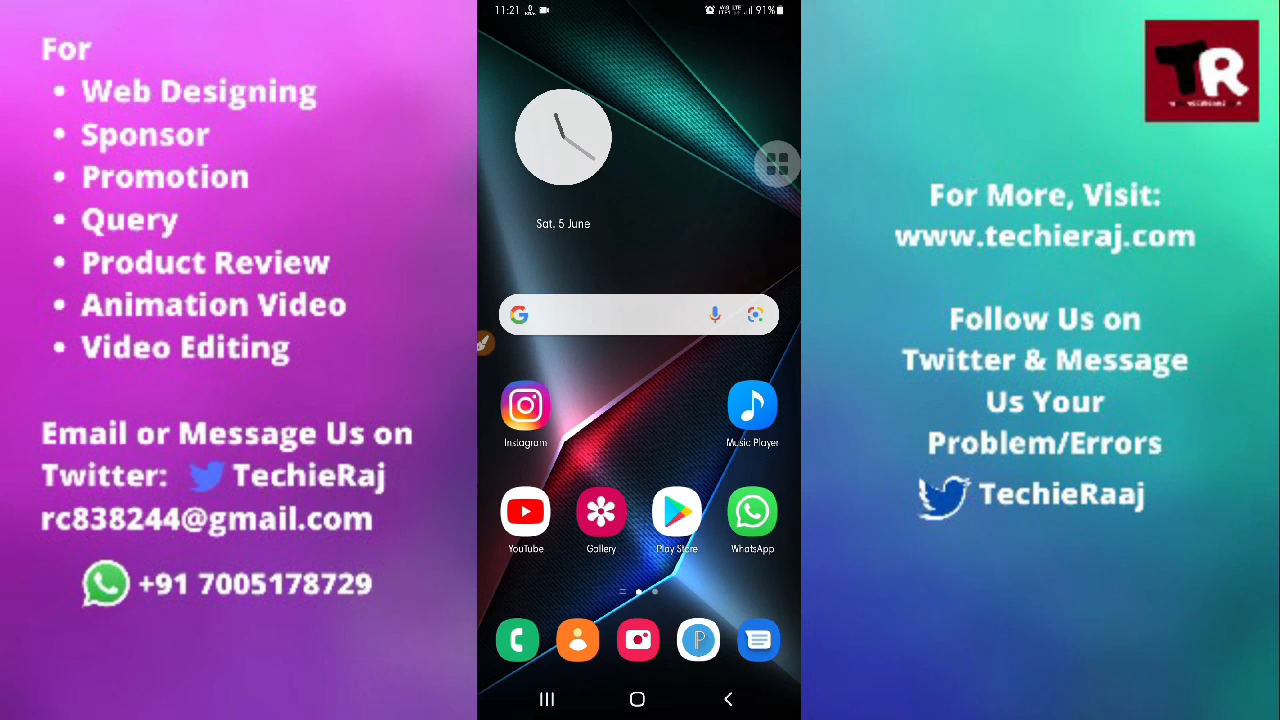 For
• Web Designing
• Sponsor
• Promotion
• Query
• Product Review
• Animation Video
• Video Editing
Email or Message Us on
Twitter: TechieRaj
rc838244@gmail.com
+91 7005178729
11:21
91%
Sat, 5 June
Instagram
Music Player
YouTube
Gallery
Play Store
WhatsApp
TR
For More, Visit:
www.techieraj.com
Follow Us on
Twitter & Message
Us Your
Problem/Errors
TechieRaaj